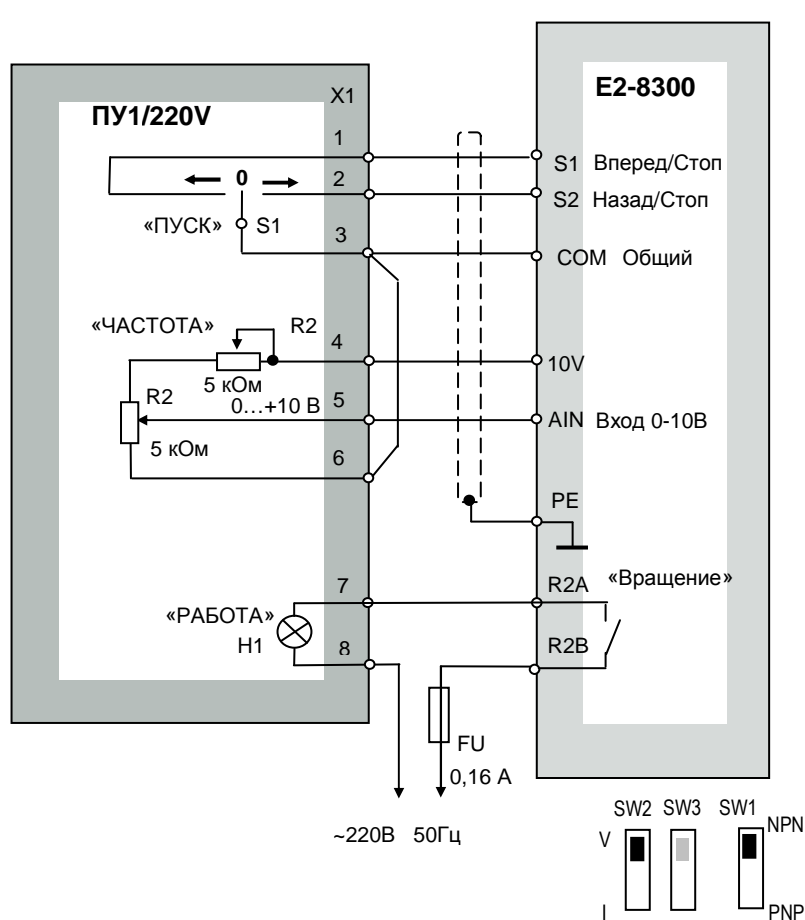 E2-8300
ПУ1/220V
X1
1
S1 Вперед/Стоп
2
0
S2 Назад/Стоп
«ПУСК» S1
3
COM Общий
«ЧАСТОТА» R2
4
10V
5 кОм
R2
0…+10 В
5
AIN Вход 0-10В
5 кОм
6
PE
7
R2A «Вращение»
«РАБОТА»
H1
8
R2B
FU
0,16 А
~220В 50Гц
SW2 SW3 SW1
V
NPN
I
PNP